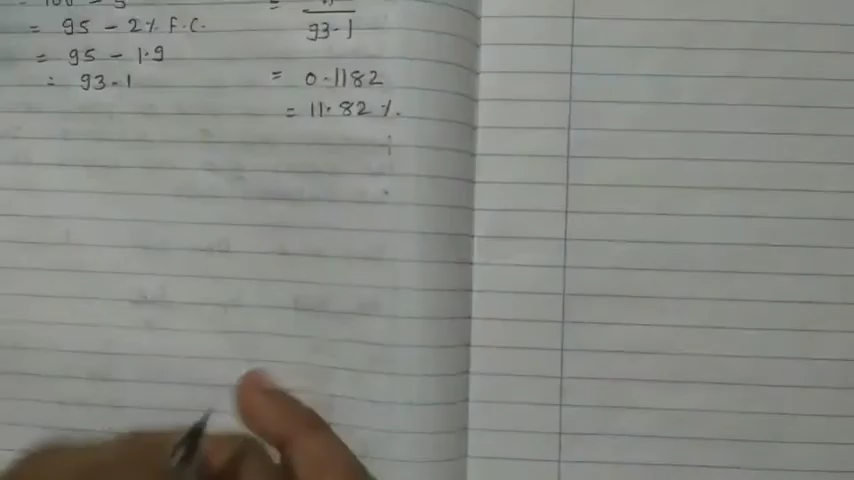 = 95 - 2% F.C.
= 95 - 1.9
= 93.1
93.1
= 0.1182
= 11.82 %.